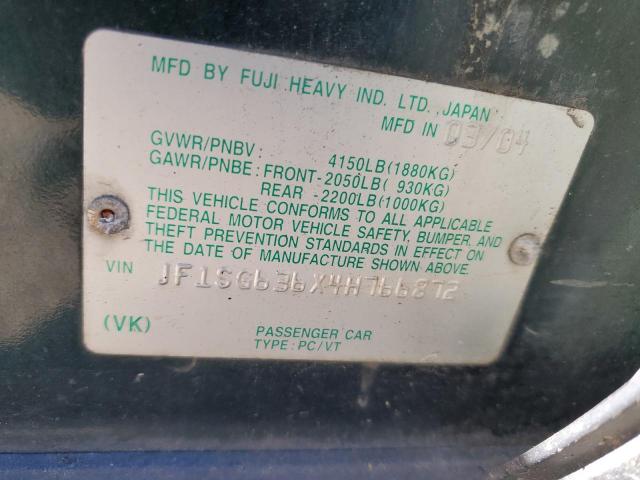 MFD BY FUJI HEAVY IND. LTD., JAPAN
MFD IN 03/04
GVWR/PNBV : 4150LB(1880KG)
GAWR/PNBE: FRONT-2050LB( 930KG)
REAR -2200LB(1000KG)
THIS VEHICLE CONFORMS TO ALL APPLICABLE
FEDERAL MOTOR VEHICLE SAFETY, BUMPER, AND
THEFT PREVENTION STANDARDS IN EFFECT ON
THE DATE OF MANUFACTURE SHOWN ABOVE.
VIN JF1SG636X4H766872
(VK)
PASSENGER CAR
TYPE: PC/VT